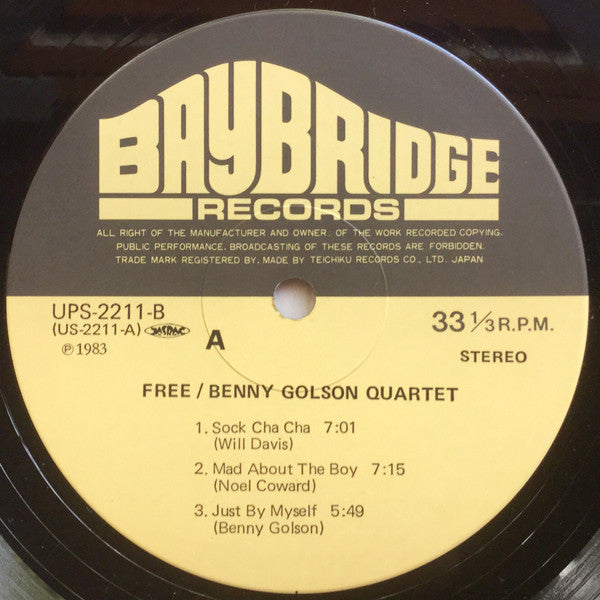 BAYBRIDGE
RECORDS
ALL RIGHT OF THE MANUFACTURER AND OWNER. OF THE WORK RECORDED COPYING.
PUBLIC PERFORMANCE. BROADCASTING OF THESE RECORDS ARE FORBIDDEN.
TRADE MARK REGISTERED BY. MADE BY TEICHIKU RECORDS CO., LTD. JAPAN
UPS-2211-B
(US-2211-A) JASRAC
Ⓟ 1983
A
33 1/3 R.P.M.
STEREO
FREE / BENNY GOLSON QUARTET
1. Sock Cha Cha 7:01
(Will Davis)
2. Mad About The Boy 7:15
(Noel Coward)
3. Just By Myself 5:49
(Benny Golson)